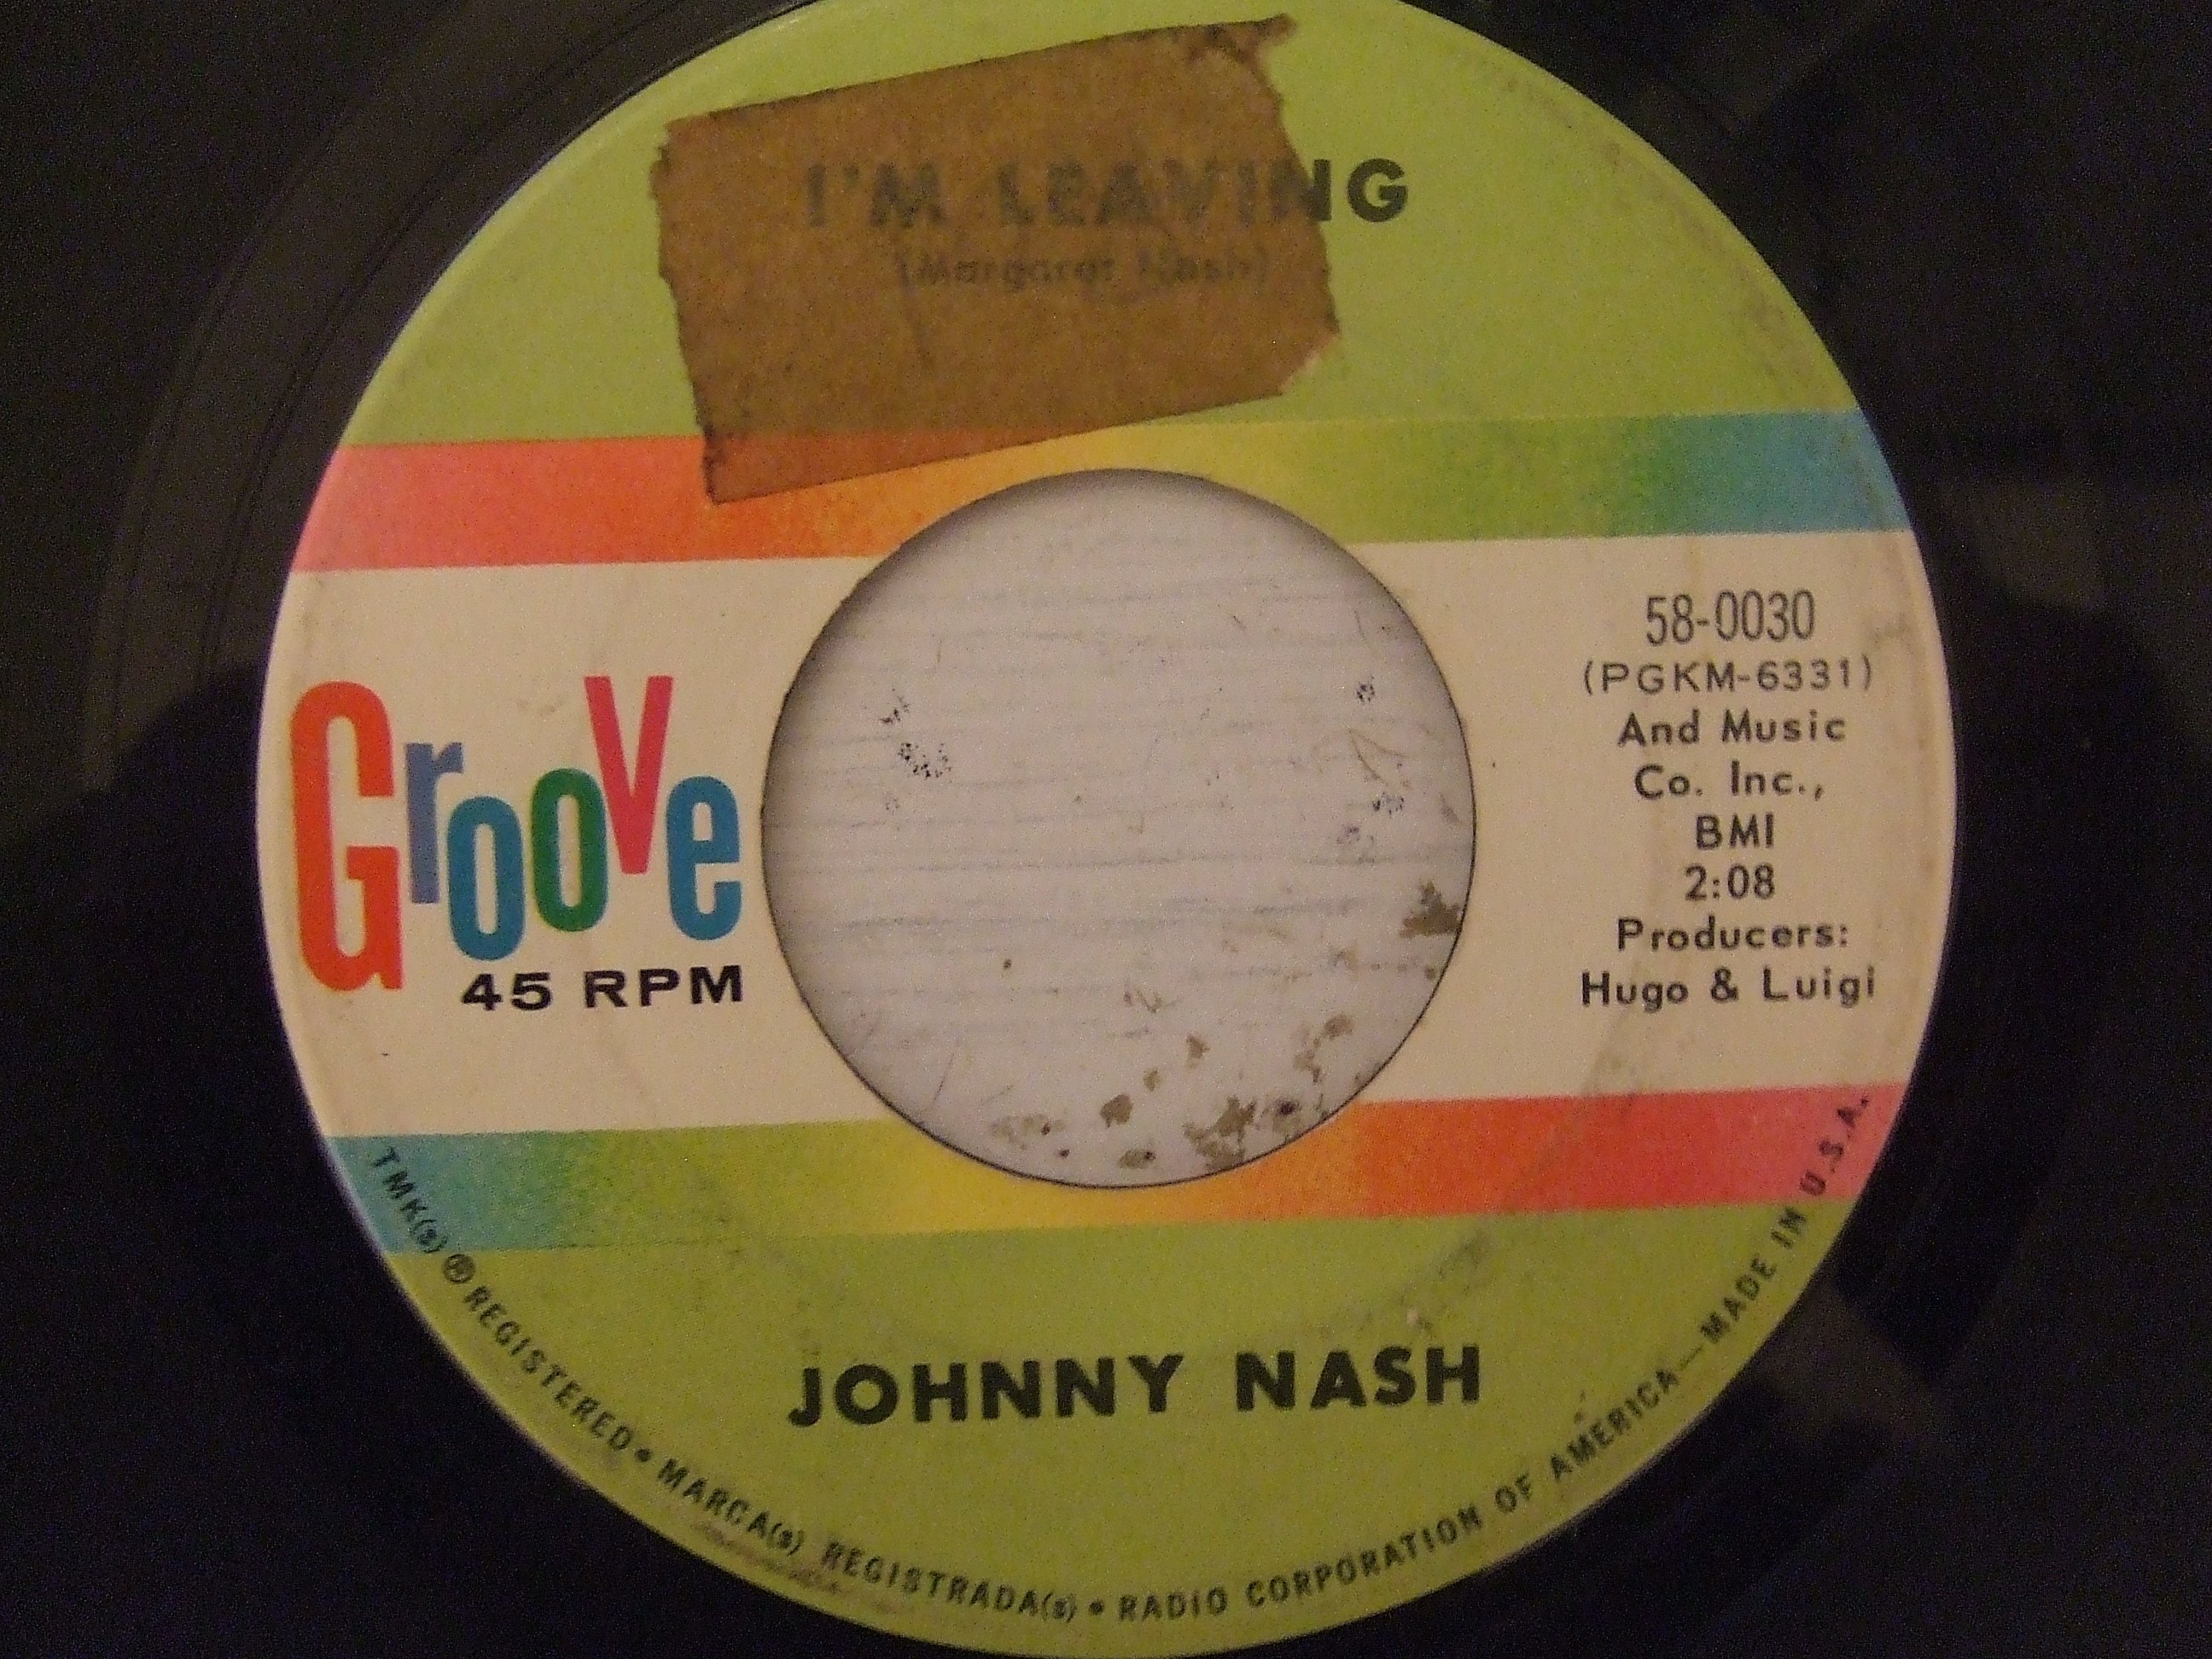 I'M LEAVING
(Margaret Nash)
Groove
45 RPM
58-0030
(PGKM-6331)
And Music
Co. Inc.,
BMI
2:08
Producers:
Hugo & Luigi
JOHNNY NASH
TMK(s) ® REGISTERED • MARCA(s) REGISTRADA(s) • RADIO CORPORATION OF AMERICA—MADE IN U.S.A.